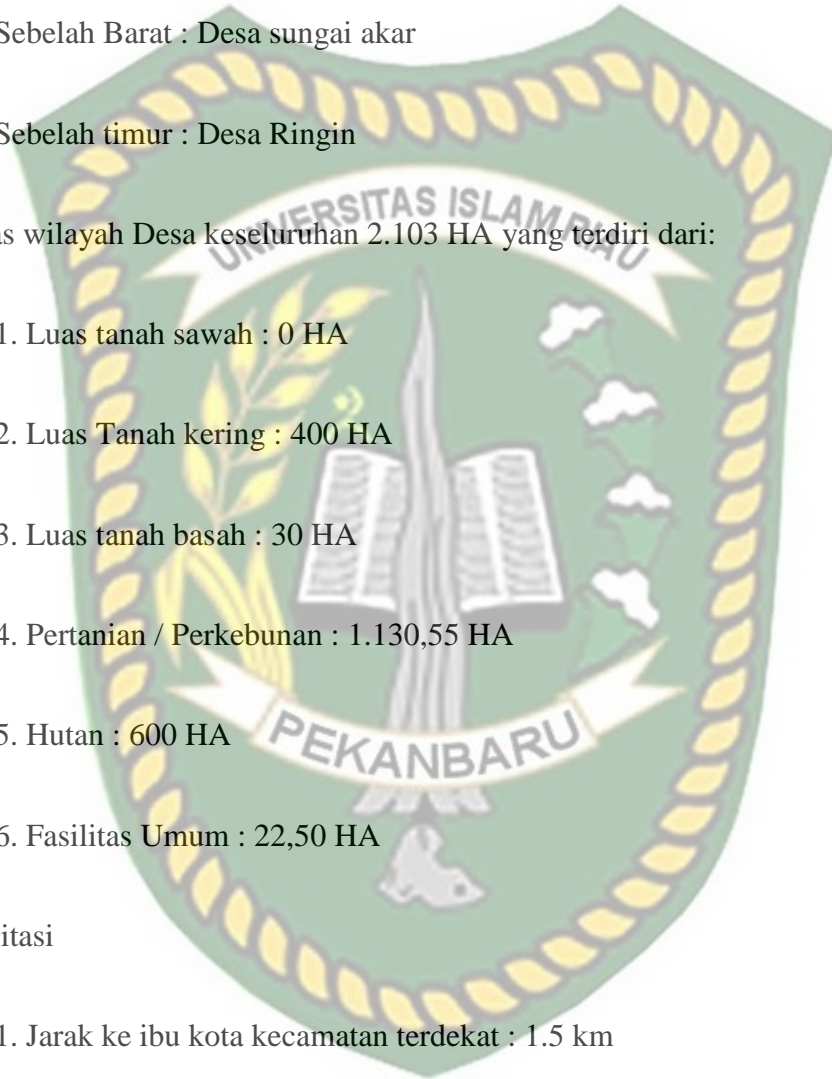 Sebelah Barat : Desa sungai akar
Sebelah timur : Desa Ringin
UNIVERSITAS ISLAM RIAU
as wilayah Desa keseluruhan 2.103 HA yang terdiri dari:
1. Luas tanah sawah : 0 HA
2. Luas Tanah kering : 400 HA
3. Luas tanah basah : 30 HA
4. Pertanian / Perkebunan : 1.130,55 HA
5. Hutan : 600 HA
PEKANBARU
6. Fasilitas Umum : 22,50 HA
itasi
1. Jarak ke ibu kota kecamatan terdekat : 1.5 km